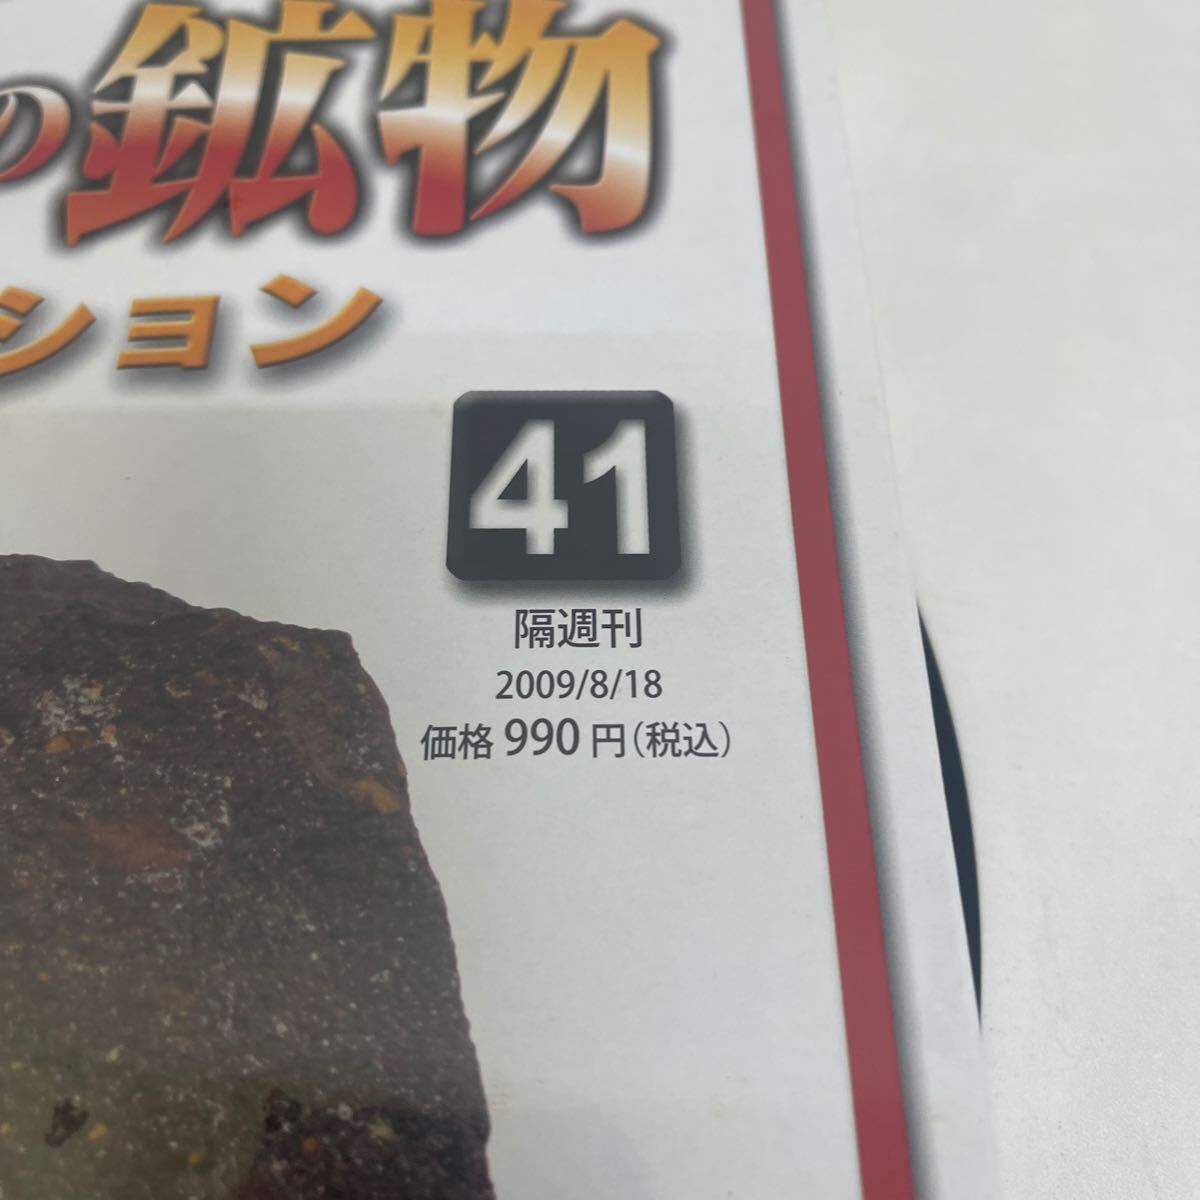 の鉱物
ション
41
隔週刊
2009/8/18
価格 990 円(税込)